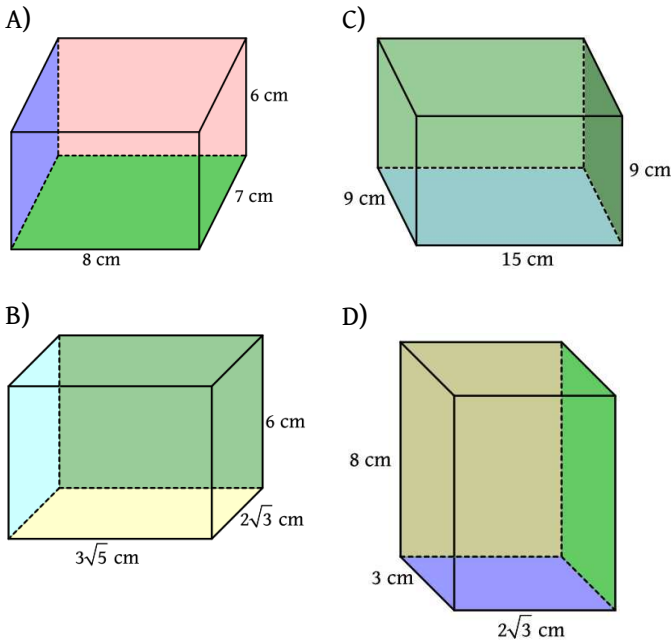 A)
6 cm
7 cm
8 cm
C)
9 cm
9 cm
15 cm
B)
6 cm
2√3 cm
3√5 cm
D)
8 cm
3 cm
2√3 cm